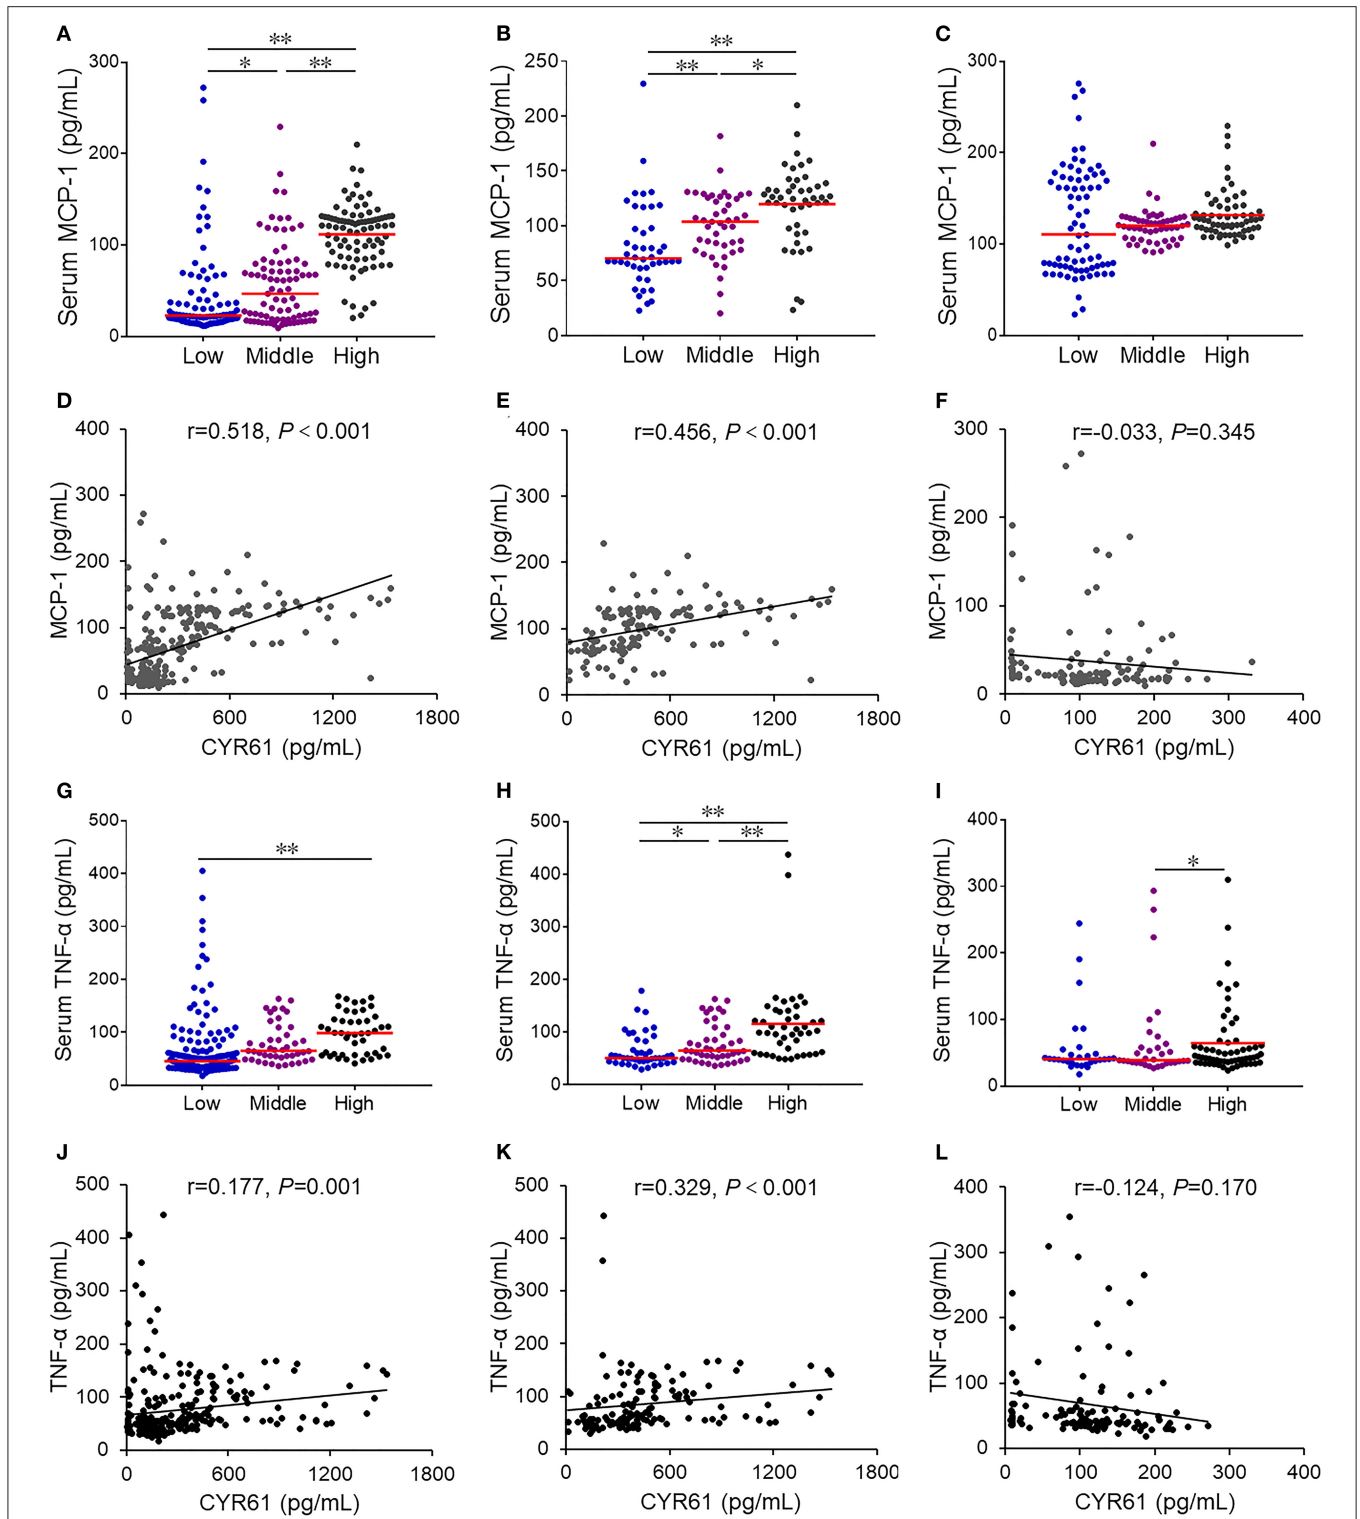 A
Serum MCP-1 (pg/mL)
300
200
100
0
**
* **
Low Middle High
B
Serum MCP-1 (pg/mL)
250
200
150
100
50
0
**
** *
Low Middle High
C
Serum MCP-1 (pg/mL)
300
200
100
0
Low Middle High
D
r=0.518, P < 0.001
MCP-1 (pg/mL)
400
300
200
100
0
0 600 1200 1800
CYR61 (pg/mL)
E
r=0.456, P < 0.001
MCP-1 (pg/mL)
400
300
200
100
0
0 600 1200 1800
CYR61 (pg/mL)
F
r=-0.033, P=0.345
MCP-1 (pg/mL)
300
200
100
0
0 100 200 300 400
CYR61 (pg/mL)
G
Serum TNF-α (pg/mL)
500
400
300
200
100
0
**
Low Middle High
H
Serum TNF-α (pg/mL)
500
400
300
200
100
0
**
* **
Low Middle High
I
Serum TNF-α (pg/mL)
400
300
200
100
0
*
Low Middle High
J
r=0.177, P=0.001
TNF-α (pg/mL)
500
400
300
200
100
0
0 600 1200 1800
CYR61 (pg/mL)
K
r=0.329, P < 0.001
TNF-α (pg/mL)
500
400
300
200
100
0
0 600 1200 1800
CYR61 (pg/mL)
L
r=-0.124, P=0.170
TNF-α (pg/mL)
400
300
200
100
0
0 100 200 300 400
CYR61 (pg/mL)